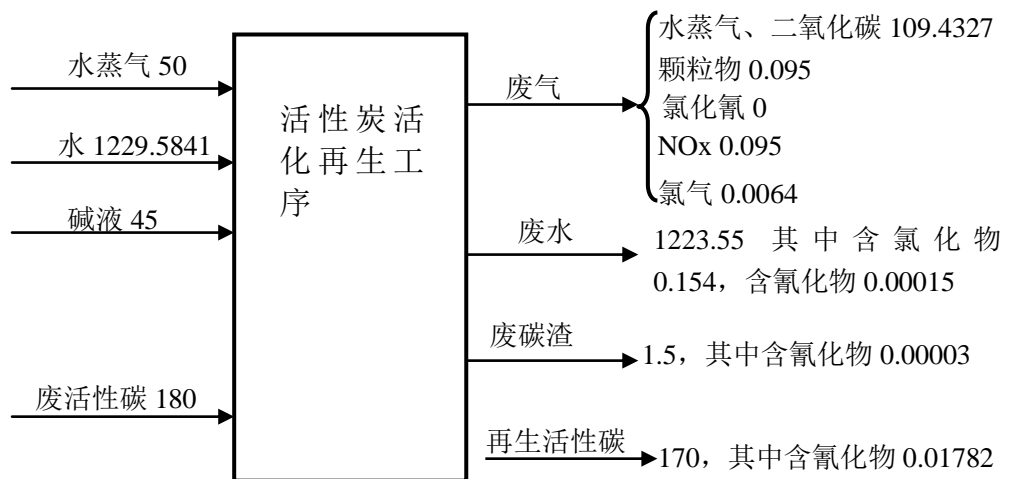 水蒸气 50
水 1229.5841
碱液 45
废活性碳 180
活性炭活
化再生工
序
废气
水蒸气、二氧化碳 109.4327
颗粒物 0.095
氯化氰 0
NOx 0.095
氯气 0.0064
废水
1223.55 其中含氯化物
0.154，含氰化物 0.00015
废碳渣
1.5，其中含氰化物 0.00003
再生活性碳
170，其中含氰化物 0.01782